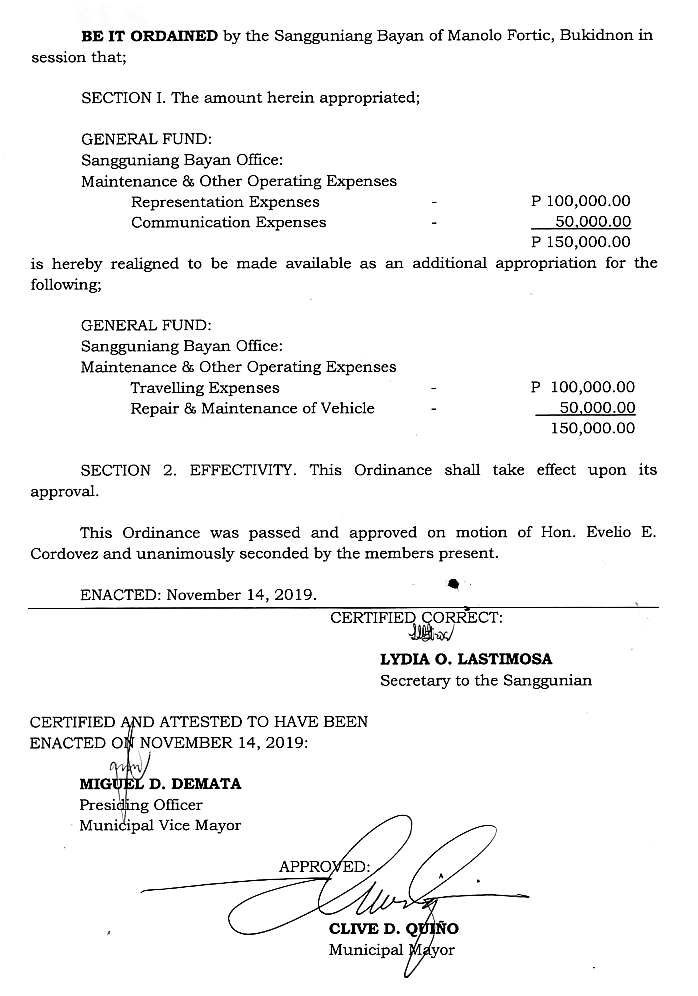 BE IT ORDAINED by the Sangguniang Bayan of Manolo Fortic, Bukidnon in
session that;
SECTION I. The amount herein appropriated;
GENERAL FUND:
Sangguniang Bayan Office:
Maintenance & Other Operating Expenses
Representation Expenses - P 100,000.00
Communication Expenses - 50,000.00
P 150,000.00
is hereby realigned to be made available as an additional appropriation for the
following;
GENERAL FUND:
Sangguniang Bayan Office:
Maintenance & Other Operating Expenses
Travelling Expenses - P 100,000.00
Repair & Maintenance of Vehicle - 50,000.00
150,000.00
SECTION 2. EFFECTIVITY. This Ordinance shall take effect upon its
approval.
This Ordinance was passed and approved on motion of Hon. Evelio E.
Cordovez and unanimously seconded by the members present.
ENACTED: November 14, 2019.
CERTIFIED CORRECT:
LYDIA O. LASTIMOSA
Secretary to the Sanggunian
CERTIFIED AND ATTESTED TO HAVE BEEN
ENACTED ON NOVEMBER 14, 2019:
MIGUEL D. DEMATA
Presiding Officer
Municipal Vice Mayor
APPROVED:
CLIVE D. QUIÑO
Municipal Mayor